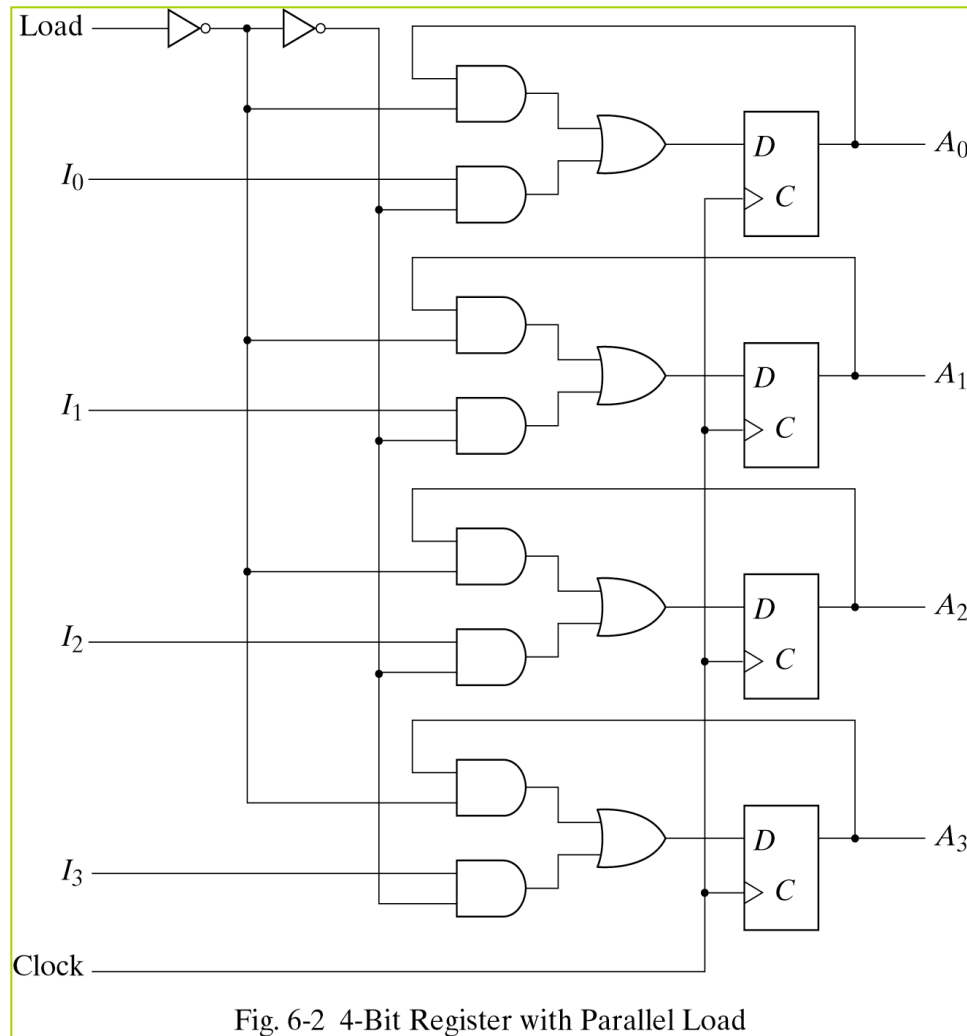 Load
A₀
D
I₀
C
A₁
D
I₁
C
A₂
D
I₂
C
A₃
D
I₃
C
Clock
Fig. 6-2 4-Bit Register with Parallel Load